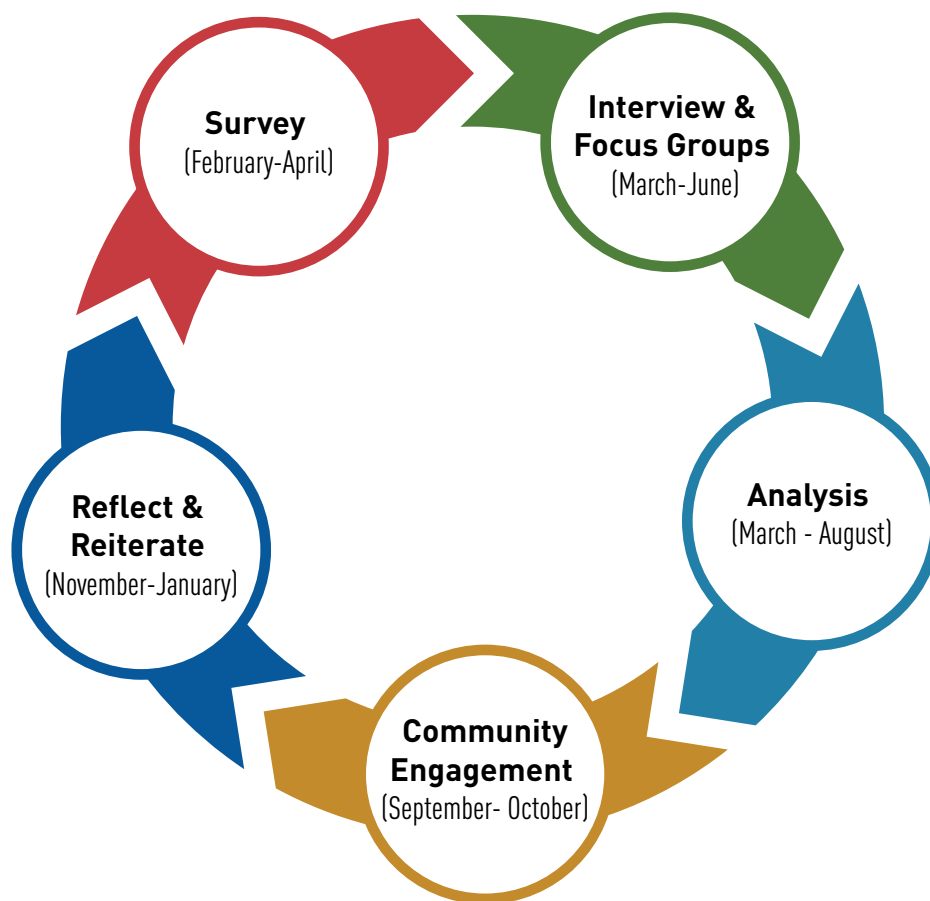 Survey
(February-April)
Interview &
Focus Groups
(March-June)
Analysis
(March - August)
Community
Engagement
(September- October)
Reflect &
Reiterate
(November-January)